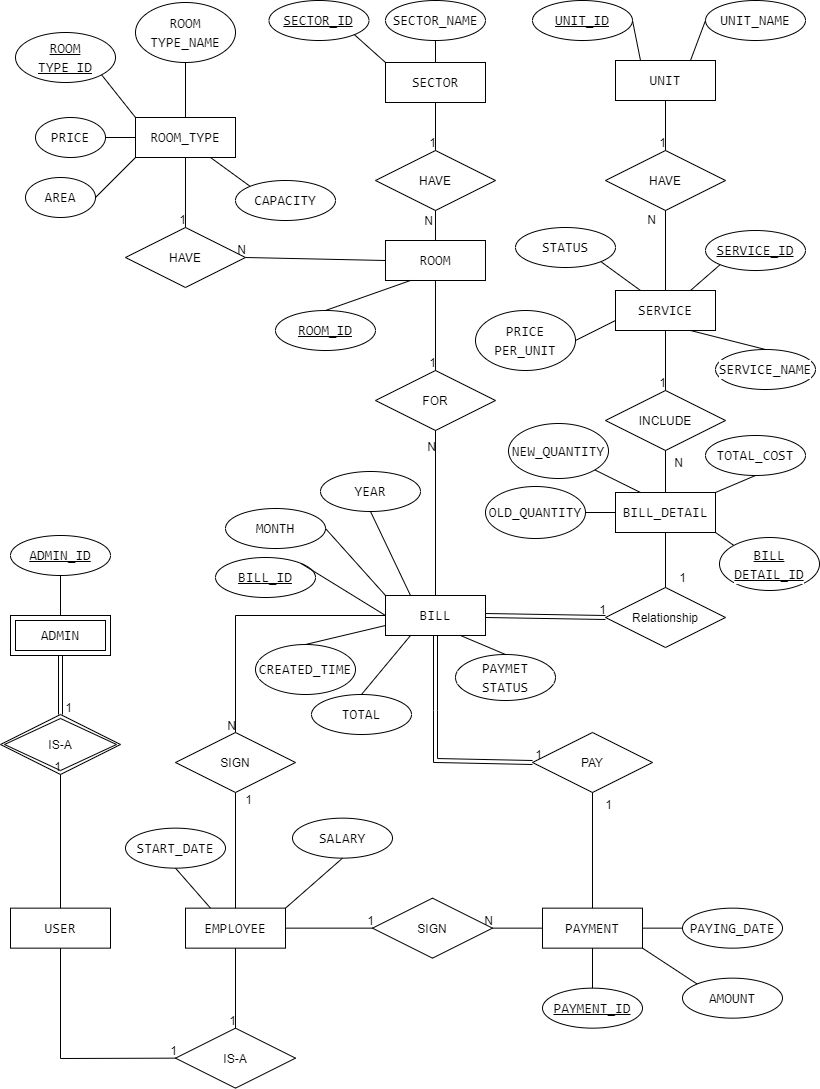 ROOM
TYPE_NAME
SECTOR_ID
SECTOR_NAME
UNIT_ID
UNIT_NAME
ROOM
TYPE_ID
SECTOR
UNIT
PRICE
ROOM_TYPE
1
1
HAVE
HAVE
AREA
CAPACITY
1
N
N
HAVE
N
ROOM
STATUS
SERVICE_ID
SERVICE
ROOM_ID
PRICE
PER_UNIT
SERVICE_NAME
1
1
FOR
INCLUDE
N
NEW_QUANTITY
TOTAL_COST
N
YEAR
OLD_QUANTITY
BILL_DETAIL
MONTH
ADMIN_ID
BILL
DETAIL_ID
BILL_ID
1
BILL
1
Relationship
ADMIN
CREATED_TIME
PAYMET
STATUS
1
TOTAL
N
IS-A
1
SIGN
1
PAY
1
1
START_DATE
SALARY
USER
EMPLOYEE
1
SIGN
N
PAYMENT
PAYING_DATE
AMOUNT
PAYMENT_ID
1
1
IS-A